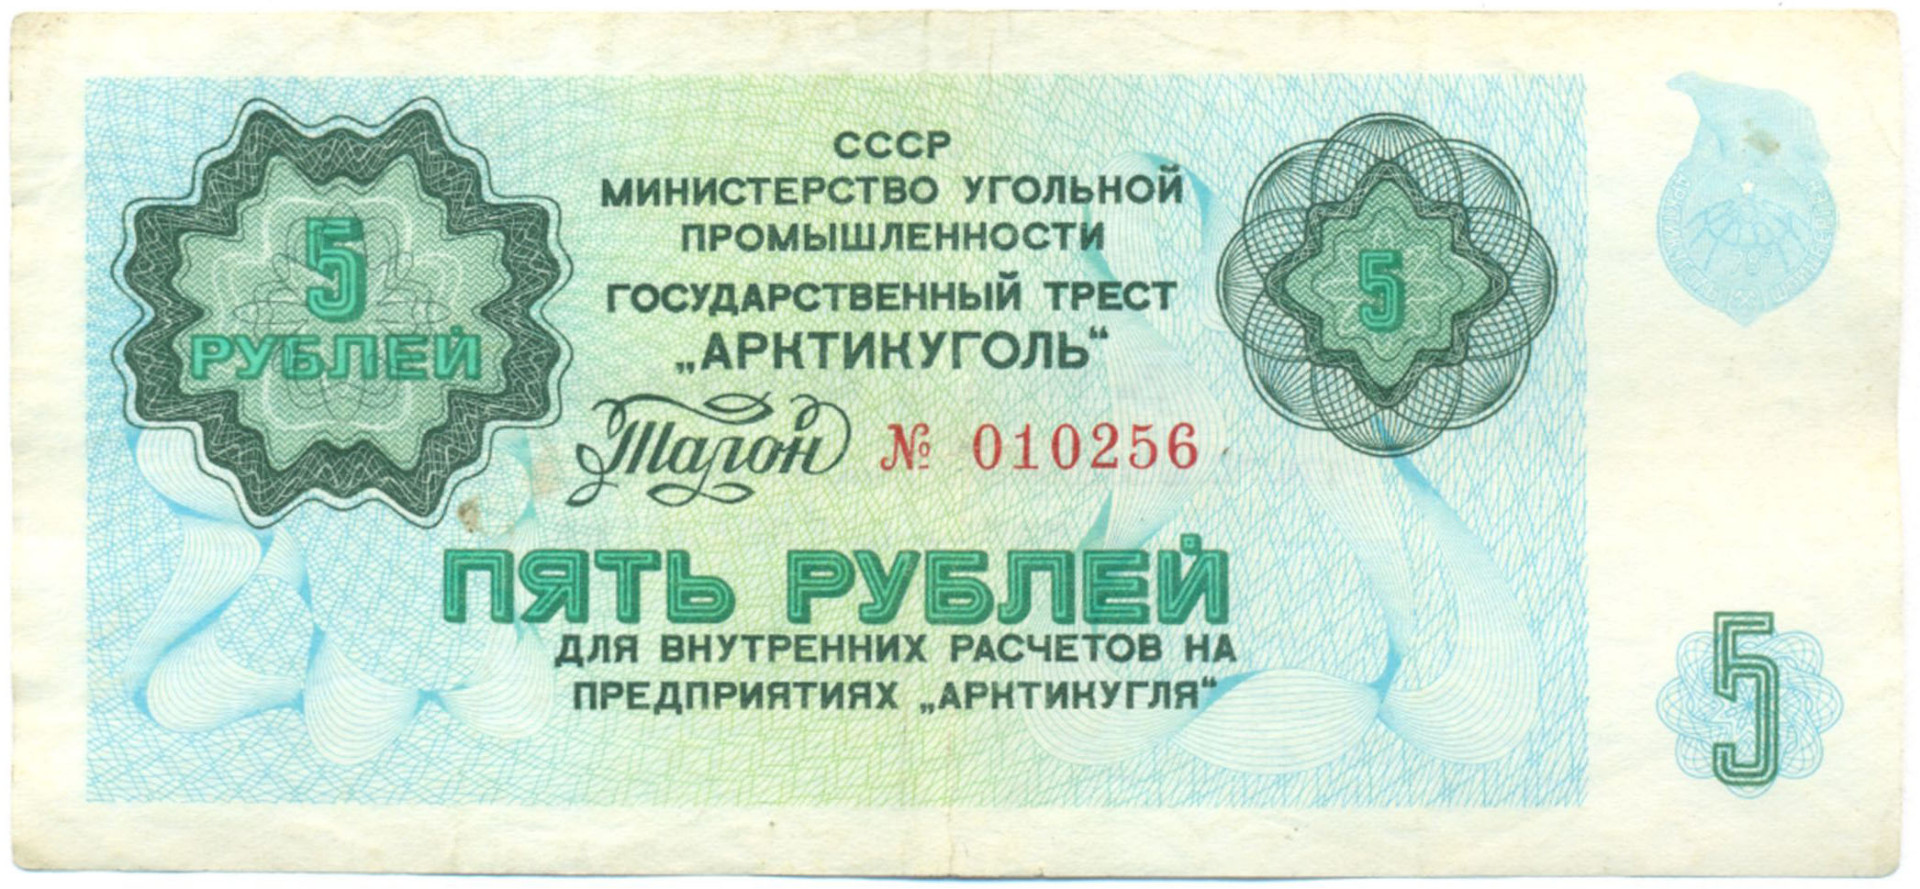 СССР
МИНИСТЕРСТВО УГОЛЬНОЙ
ПРОМЫШЛЕННОСТИ
ГОСУДАРСТВЕННЫЙ ТРЕСТ
„АРКТИКУГОЛЬ“
Талон № 010256
5
РУБЛЕЙ
5
ПЯТЬ РУБЛЕЙ
ДЛЯ ВНУТРЕННИХ РАСЧЕТОВ НА
ПРЕДПРИЯТИЯХ „АРКТИКУГЛЯ“
5